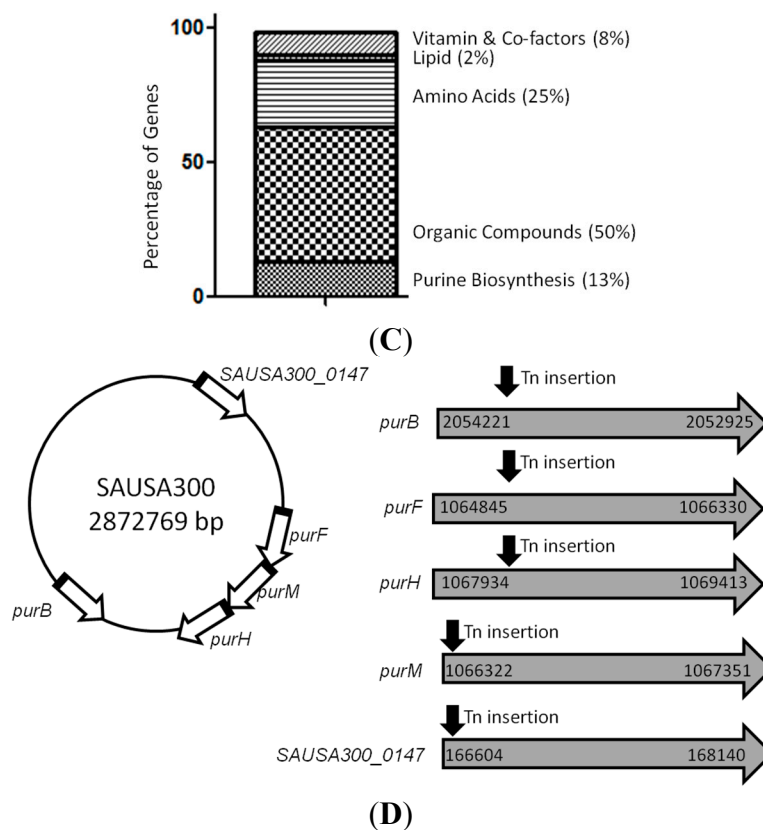 100
50
0
Percentage of Genes
Vitamin & Co-factors (8%)
Lipid (2%)
Amino Acids (25%)
Organic Compounds (50%)
Purine Biosynthesis (13%)
(C)
SAUSA300_0147
SAUSA300
2872769 bp
purF
purM
purH
purB
Tn insertion
purB
2054221 2052925
Tn insertion
purF
1064845 1066330
Tn insertion
purH
1067934 1069413
Tn insertion
purM
1066322 1067351
Tn insertion
SAUSA300_0147
166604 168140
(D)